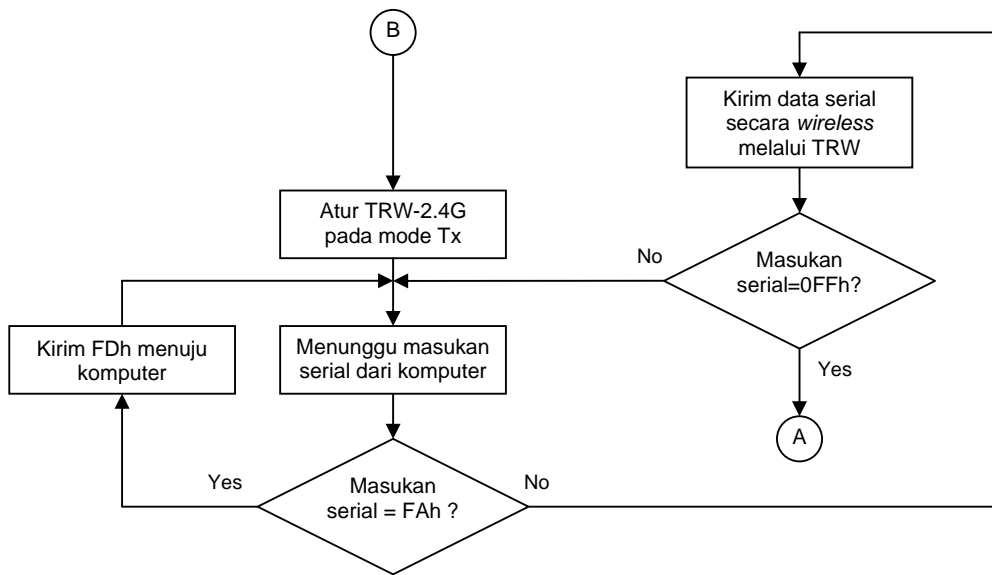 B
Kirim data serial
secara wireless
melalui TRW
Atur TRW-2.4G
pada mode Tx
No
Masukan
serial=0FFh?
Kirim FDh menuju
komputer
Menunggu masukan
serial dari komputer
Yes
A
Yes
Masukan
serial = FAh ?
No